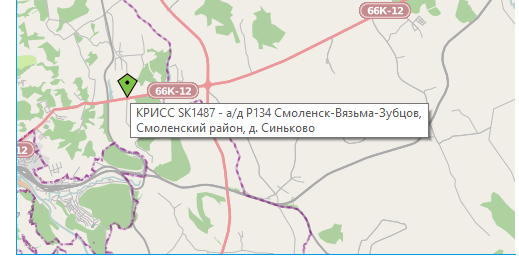 66К-12
66К-12
КРИСС SK1487 - а/д Р134 Смоленск-Вязьма-Зубцов,
Смоленский район, д. Синьково
12